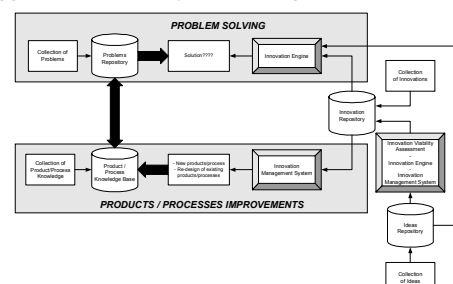 PROBLEM SOLVING
Collection of
Problems
Problems
Repository
Solution????
Innovation Engine
Collection
of Innovations
Innovation
Repository
Innovation Viability
Assessment
-
Innovation Engine
-
Innovation
Management System
Collection of
Product/Process
Knowledge
Product /
Process
Knowledge Base
- New products/process
- Re-design of existing
products/processes
Innovation
Management System
PRODUCTS / PROCESSES IMPROVEMENTS
Ideas
Repository
Collection
of Ideas